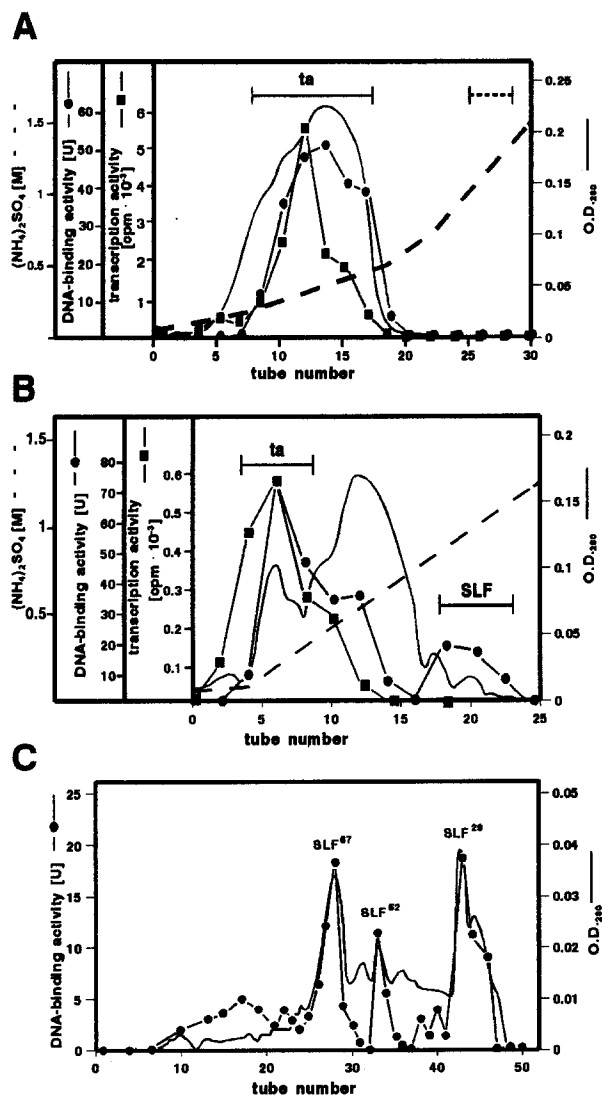 A
ta
(NH₄)₂SO₄ [M] - - -
DNA-binding activity [U]
transcription activity
[cpm · 10⁻³]
1.5
1
0.5
60
50
40
30
20
10
6
5
4
3
2
1
0.25
0.2
0.15
0.1
0.05
0
O.D.₂₈₀
0 5 10 15 20 25 30
tube number
B
ta
SLF
(NH₄)₂SO₄ [M] - - -
DNA-binding activity [U]
transcription activity
[cpm · 10⁻³]
1.5
1
0.5
80
70
60
50
40
30
20
10
0.6
0.5
0.4
0.3
0.2
0.1
0.2
0.15
0.1
0.05
0
O.D.₂₈₀
0 5 10 15 20 25
tube number
C
SLF⁶⁷
SLF⁵²
SLF²⁹
DNA-binding activity [U]
25
20
15
10
5
0
0.05
0.04
0.03
0.02
0.01
0
O.D.₂₈₀
0 10 20 30 40 50
tube number